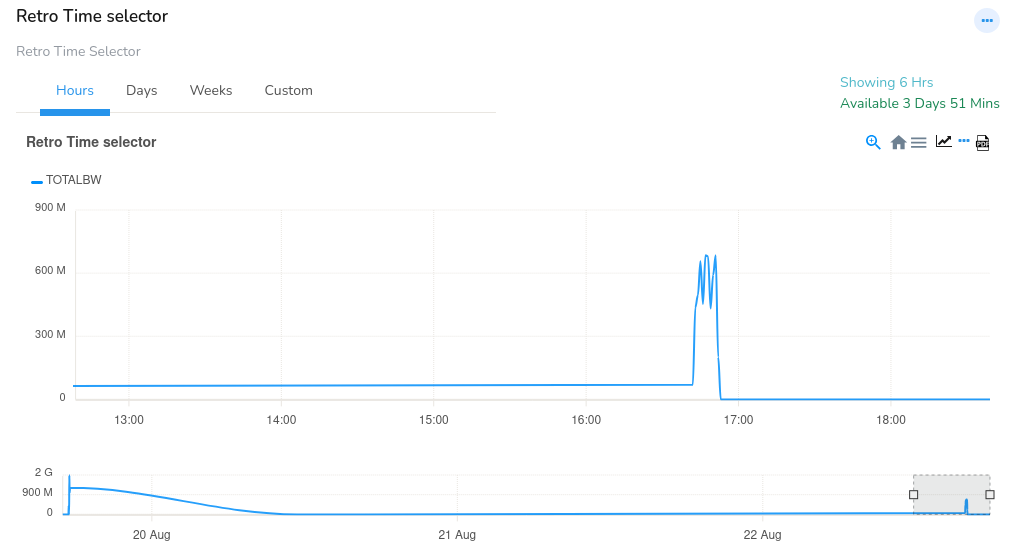 Retro Time selector
Retro Time Selector
Hours Days Weeks Custom
Showing 6 Hrs
Available 3 Days 51 Mins
Retro Time selector
PDF
TOTALBW
900 M
600 M
300 M
0
13:00 14:00 15:00 16:00 17:00 18:00
2 G
900 M
0
20 Aug 21 Aug 22 Aug